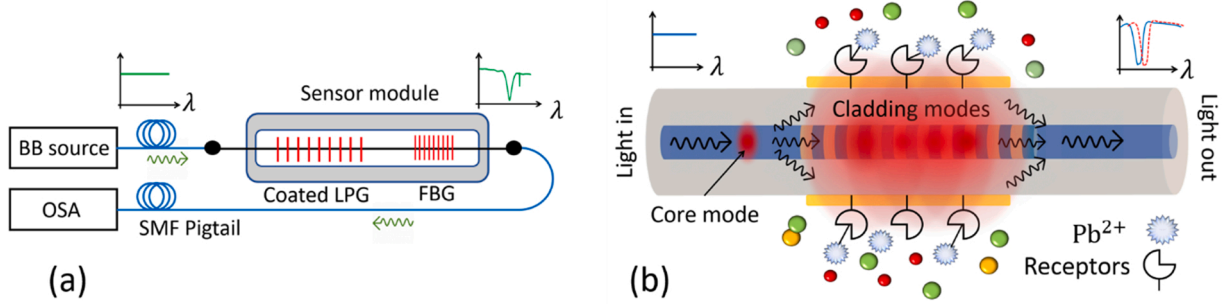 (a)
λ
λ
Sensor module
BB source
Coated LPG
FBG
OSA
SMF Pigtail
(b)
λ
λ
Light in
Cladding modes
Light out
Core mode
Pb²⁺
Receptors